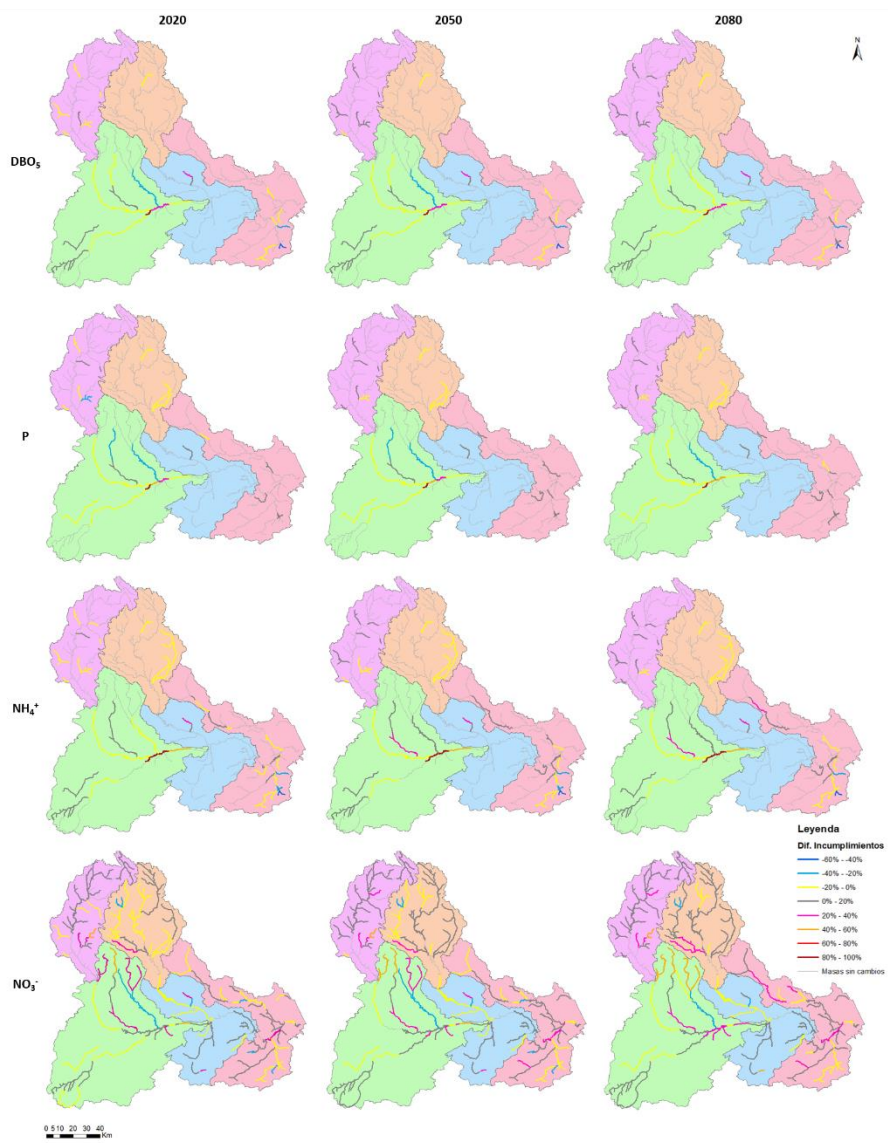 2020 2050 2080
N
DBO₅
P
NH₄⁺
NO₃⁻
Leyenda
Dif. Incumplimientos
-60% - -40%
-40% - -20%
-20% - 0%
0% - 20%
20% - 40%
40% - 60%
60% - 80%
80% - 100%
Masas sin cambios
0 5 10 20 30 40
Km